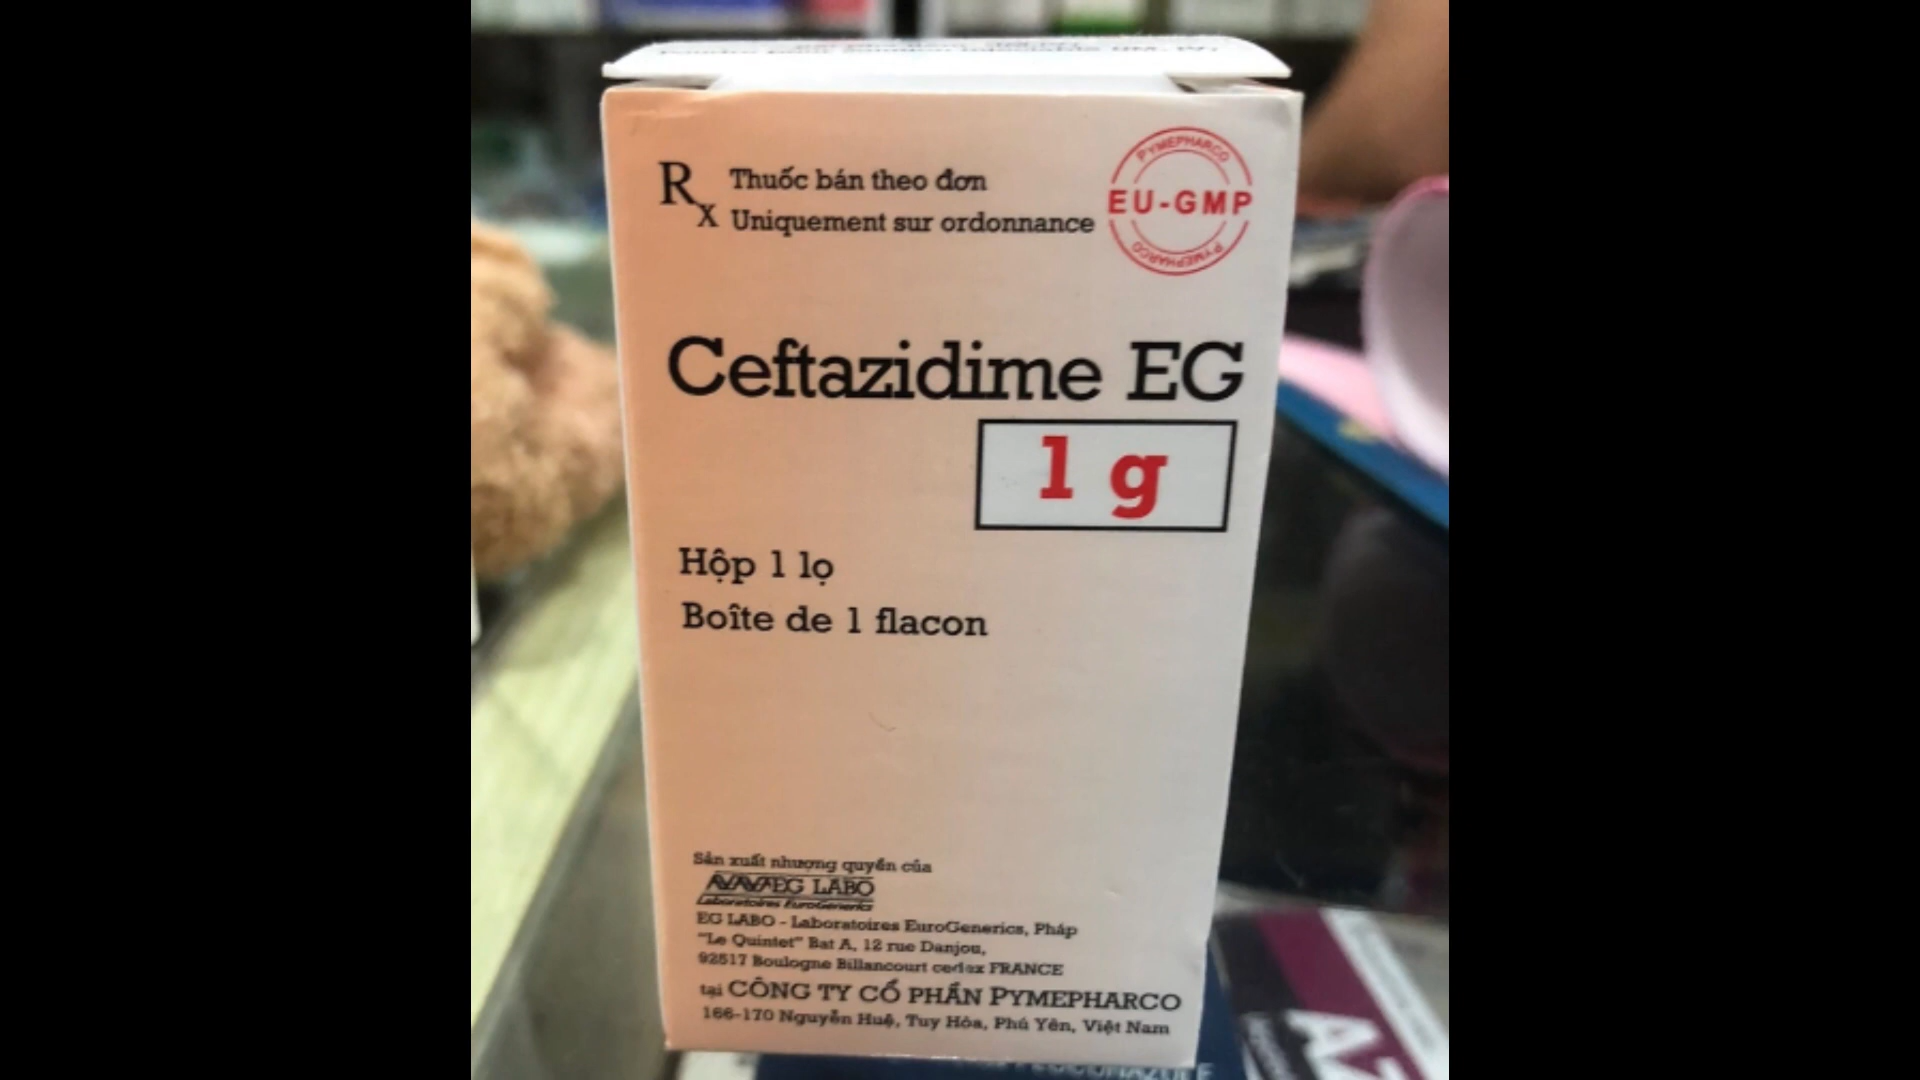 Rx Thuốc bán theo đơn
Uniquement sur ordonnance
PYMEPHARCO
EU-GMP
PYMEPHARCO
Ceftazidime EG
1 g
Hộp 1 lọ
Boîte de 1 flacon
Sản xuất nhượng quyền của
EG LABO
Laboratoires EuroGenerics
EG LABO - Laboratoires EuroGenerics, Pháp
"Le Quintet" Bat A, 12 rue Danjou,
92517 Boulogne Billancourt cedex FRANCE
tại CÔNG TY CỔ PHẦN PYMEPHARCO
166-170 Nguyễn Huệ, Tuy Hòa, Phú Yên, Việt Nam
AZ